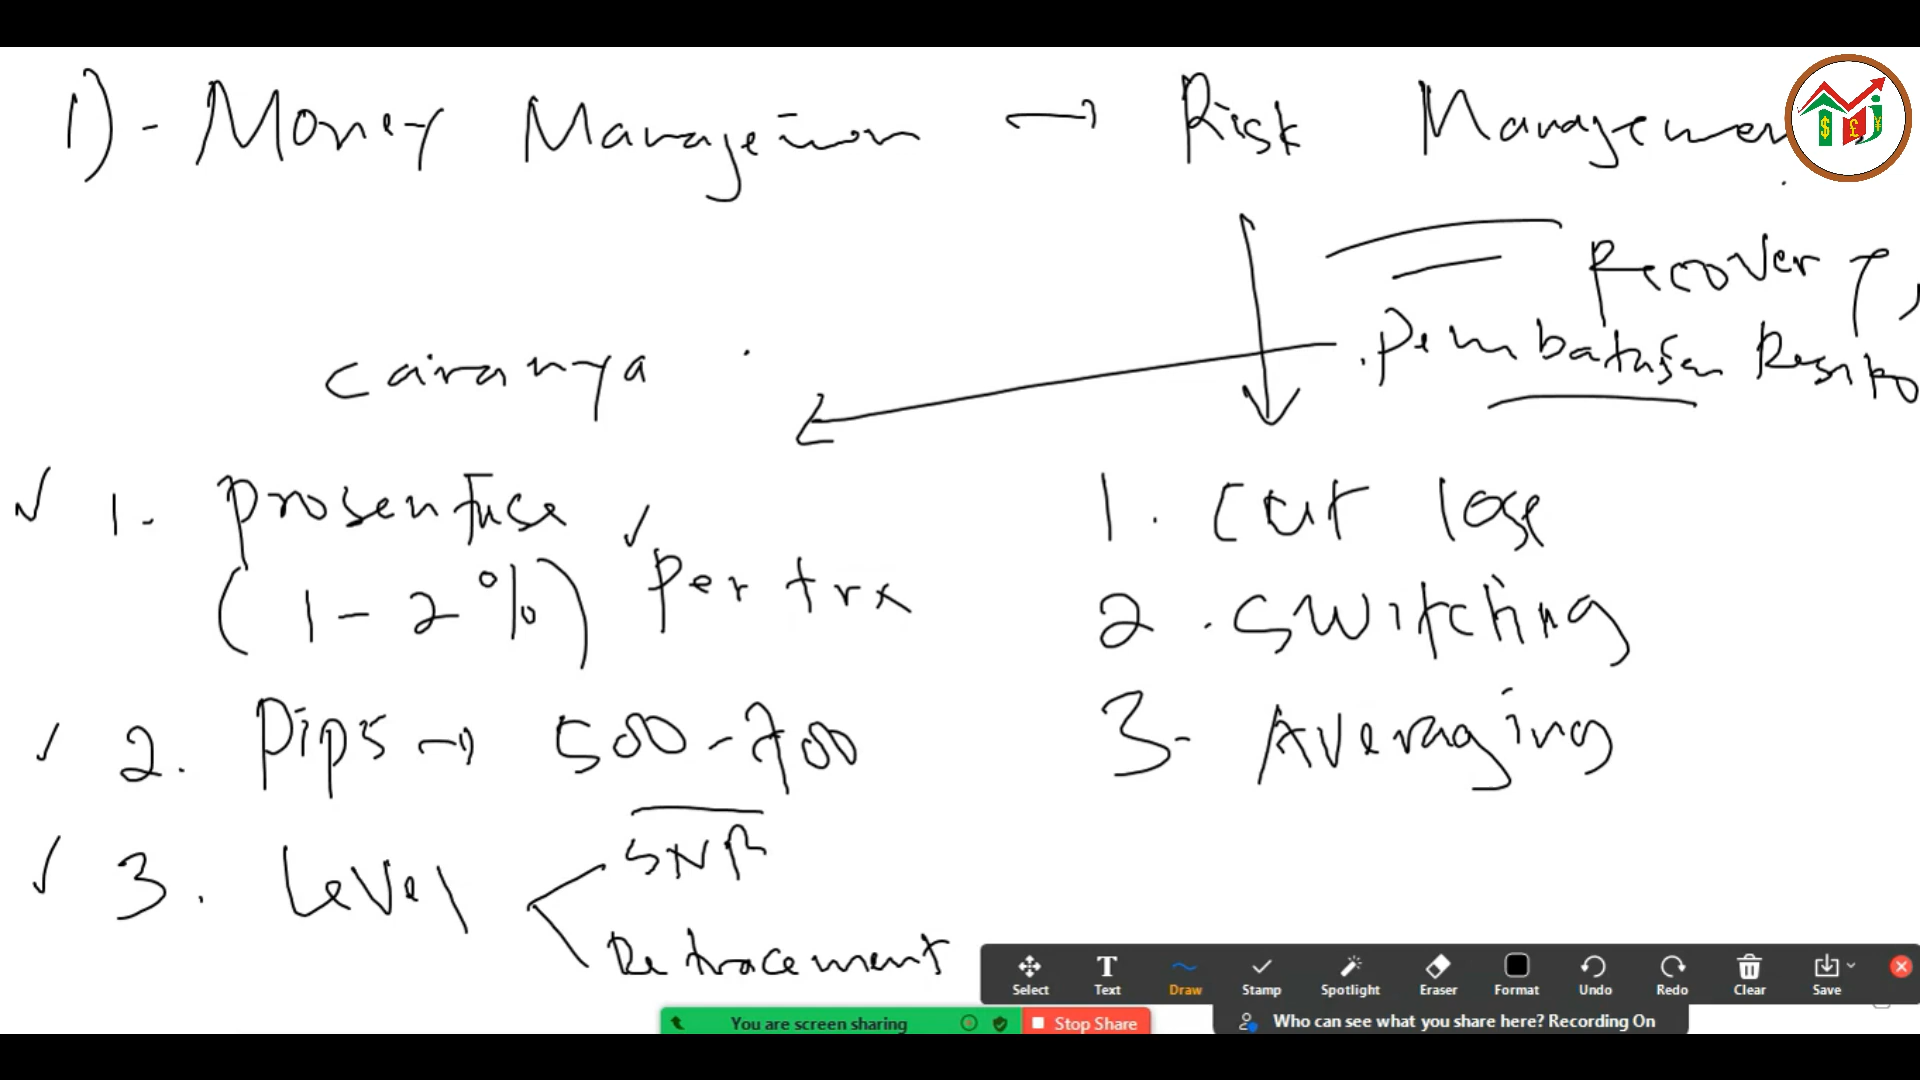 1) - Money Management → Risk Management
Recovery,
. Pembatasan Resiko
caranya
1. prosentase
(1-2%) per trx
2. Pips → 500-700
3. Level
SNR
Retracement
1. Cut lose
2. Switching
3. Averaging
Select Text Draw Stamp Spotlight Eraser Format Undo Redo Clear Save
You are screen sharing Stop Share
Who can see what you share here? Recording On